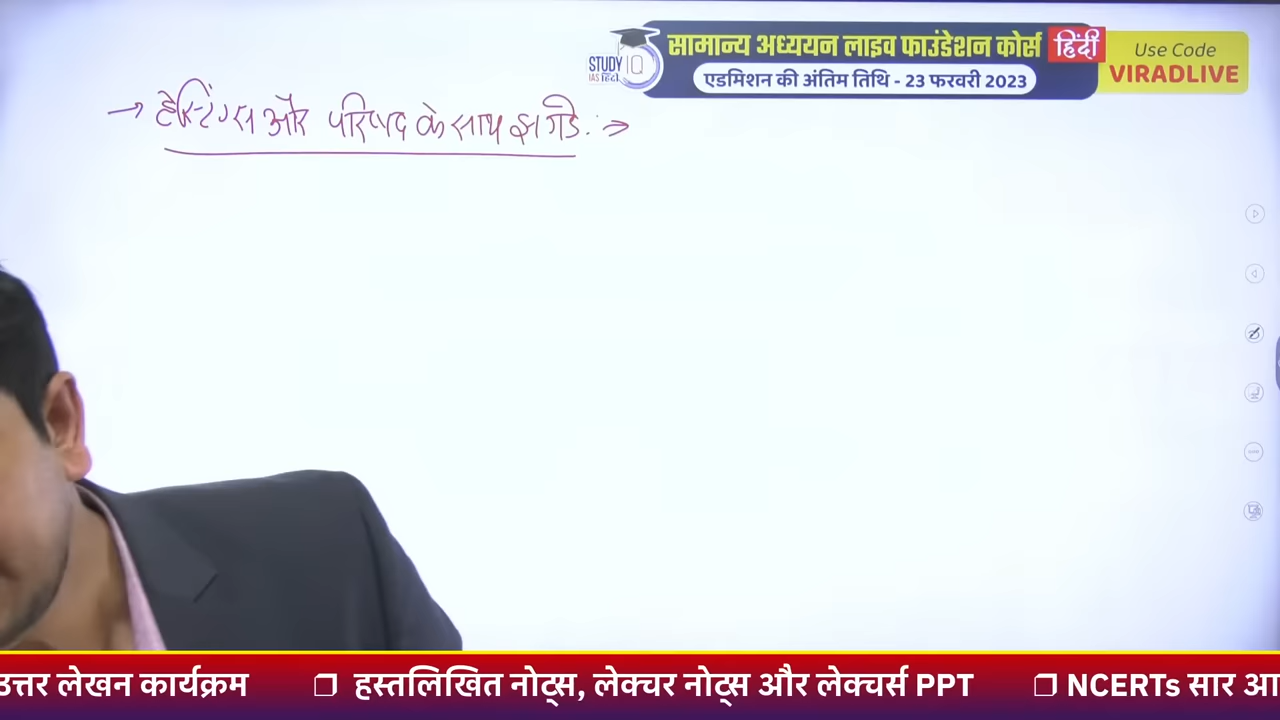 सामान्य अध्ययन लाइव फाउंडेशन कोर्स हिंदी
एडमिशन की अंतिम तिथि - 23 फरवरी 2023
STUDY IQ
IAS हिंदी
Use Code
VIRADLIVE
→ हेस्टिंग्स और परिषद के साथ झगडे :⇒
उत्तर लेखन कार्यक्रम ❐ हस्तलिखित नोट्स, लेक्चर नोट्स और लेक्चर्स PPT ❐ NCERTs सार